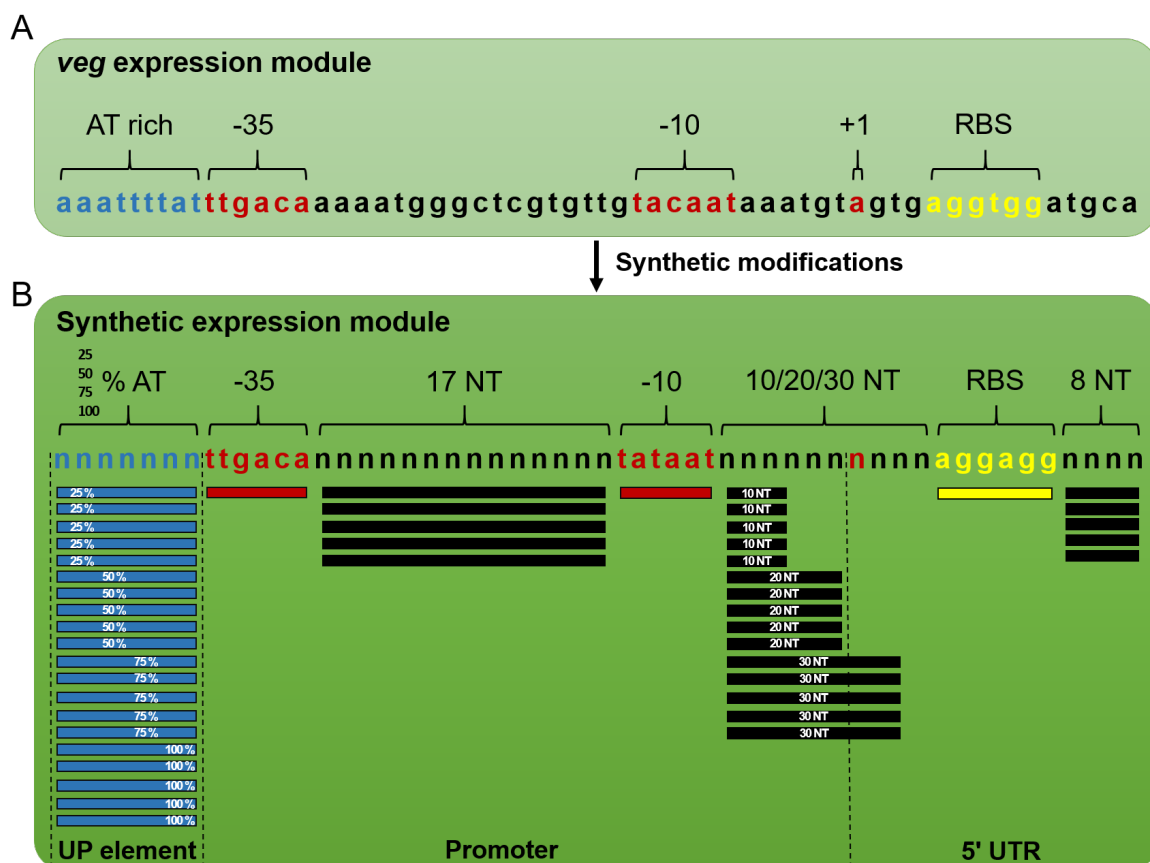 A
veg expression module
AT rich -35 -10 +1 RBS
aaattttatttgacaaaaatgggctcgtgttgtacaataaatgtagtgaggtggatgca
Synthetic modifications
B
Synthetic expression module
25
50
75
100
% AT -35 17 NT -10 10/20/30 NT RBS 8 NT
nnnnnnnttgacannnnnnnnnnnnnntataatnnnnnnnnnnaggaggnnnn
25 % 10 NT
25 % 10 NT
25 % 10 NT
25 % 10 NT
25 % 10 NT
50 % 20 NT
50 % 20 NT
50 % 20 NT
50 % 20 NT
50 % 20 NT
75 % 30 NT
75 % 30 NT
75 % 30 NT
75 % 30 NT
75 % 30 NT
100 %
100 %
100 %
100 %
100 %
UP element Promoter 5' UTR